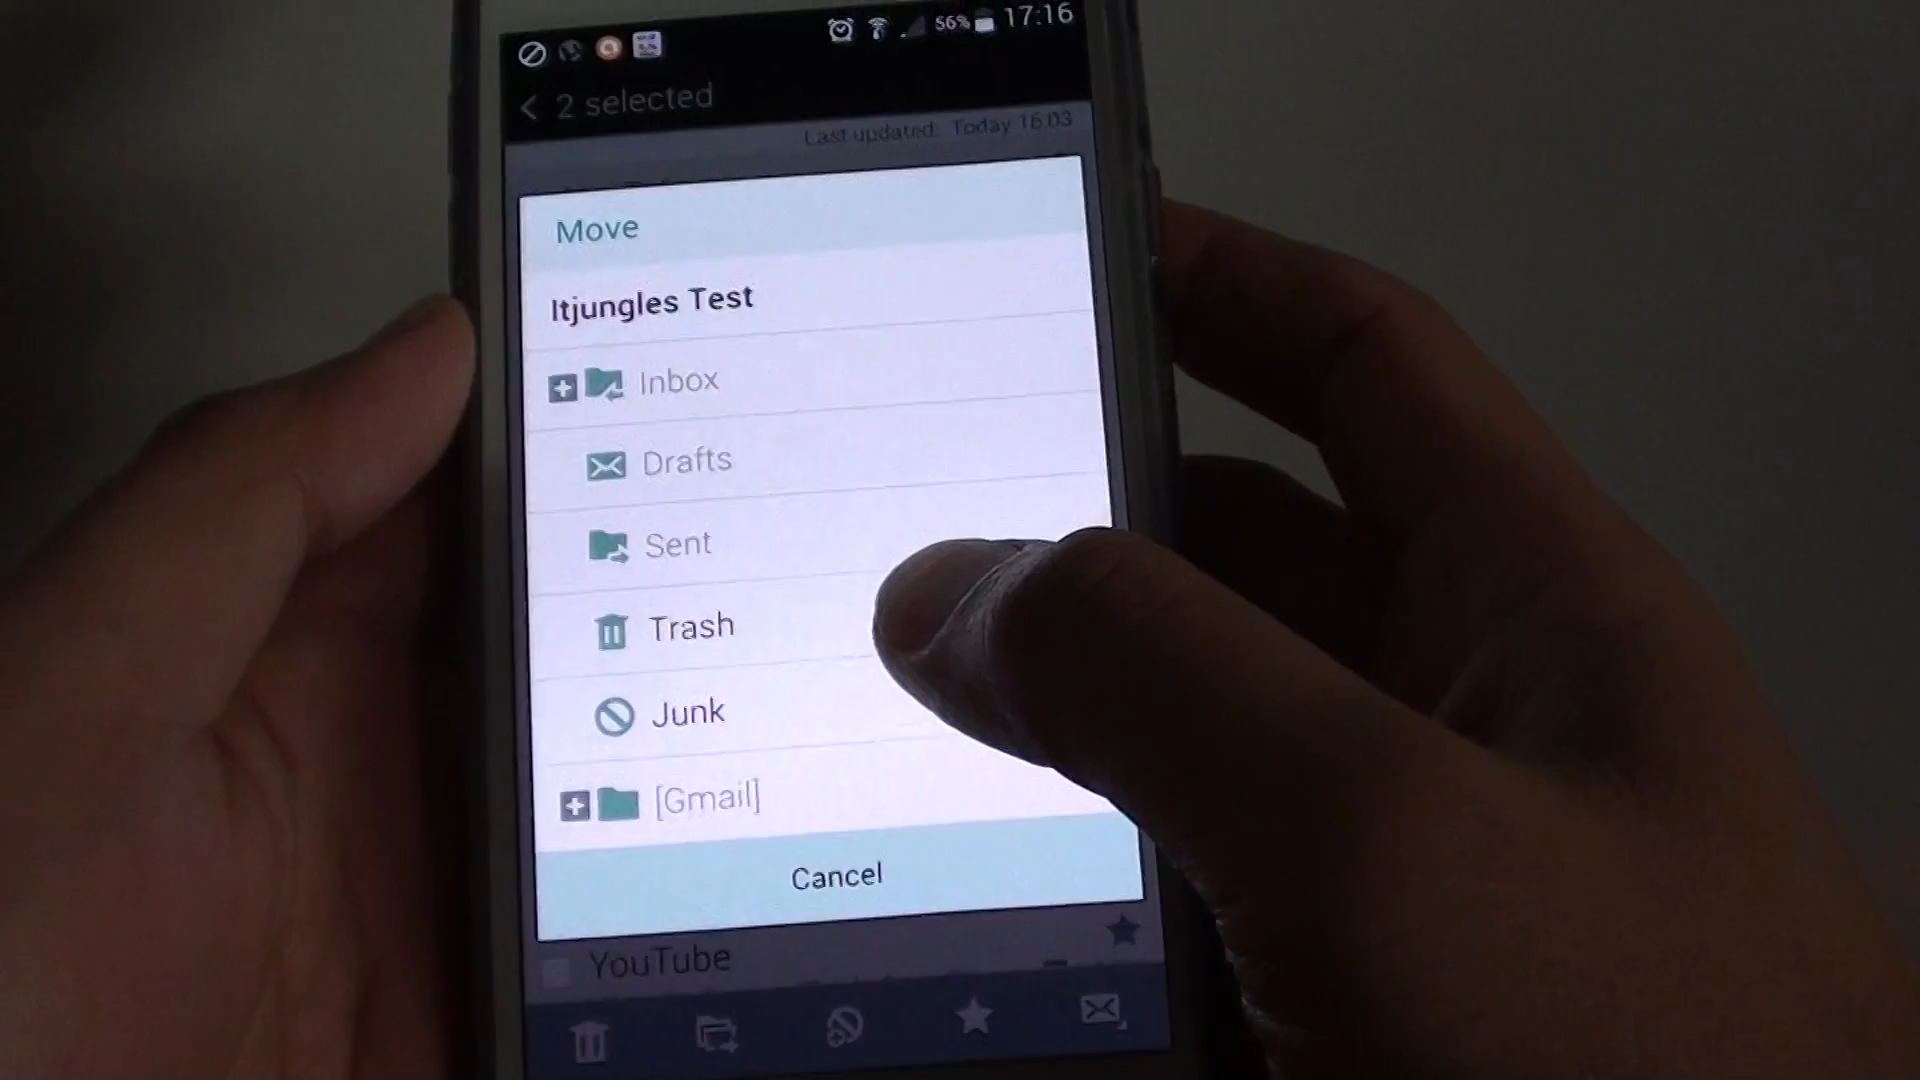 56% 17:16
2 selected
Last updated: Today 16:03
Move
Itjungles Test
Inbox
Drafts
Sent
Trash
Junk
[Gmail]
Cancel
YouTube